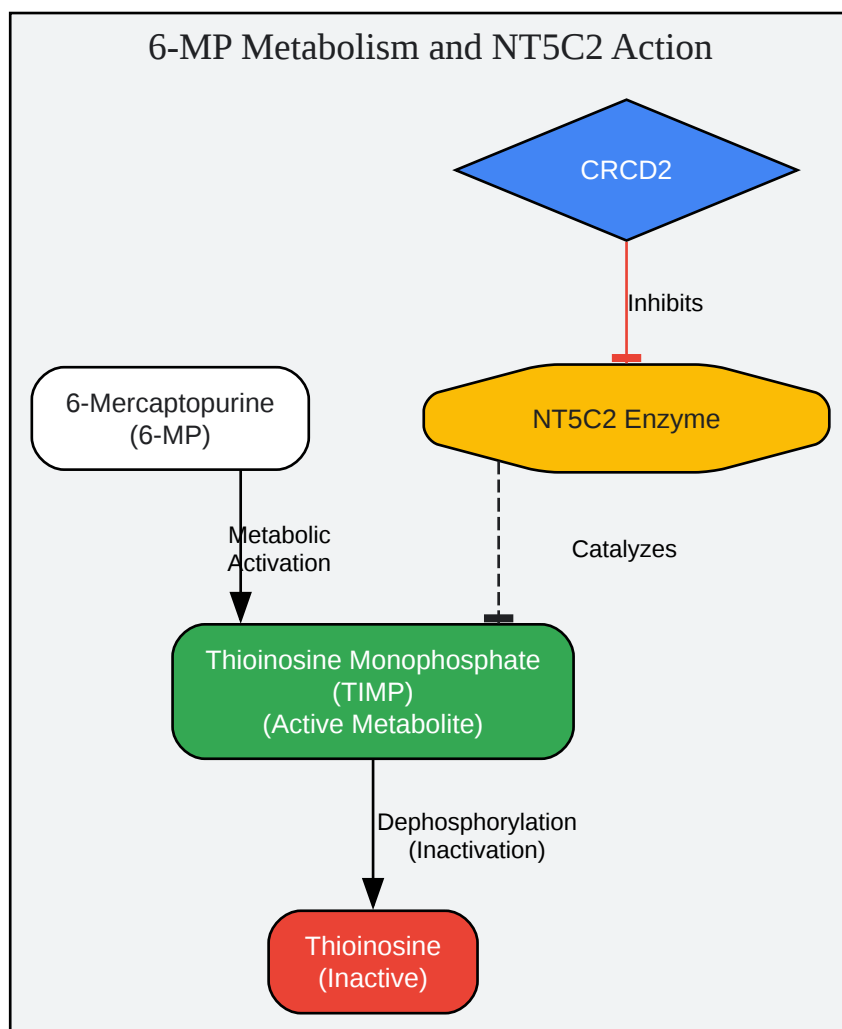 6-MP Metabolism and NT5C2 Action
CRCD2
Inhibits
6-Mercaptopurine
(6-MP)
NT5C2 Enzyme
Metabolic
Activation
Catalyzes
Thioinosine Monophosphate
(TIMP)
(Active Metabolite)
Dephosphorylation
(Inactivation)
Thioinosine
(Inactive)